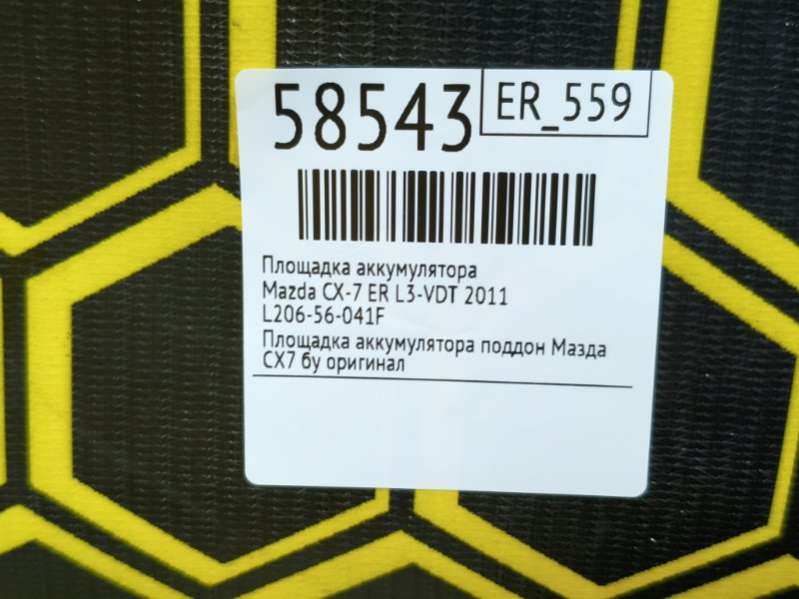 58543
ER_559
Площадка аккумулятора
Mazda CX-7 ER L3-VDT 2011
L206-56-041F
Площадка аккумулятора поддон Мазда
СХ7 бу оригинал